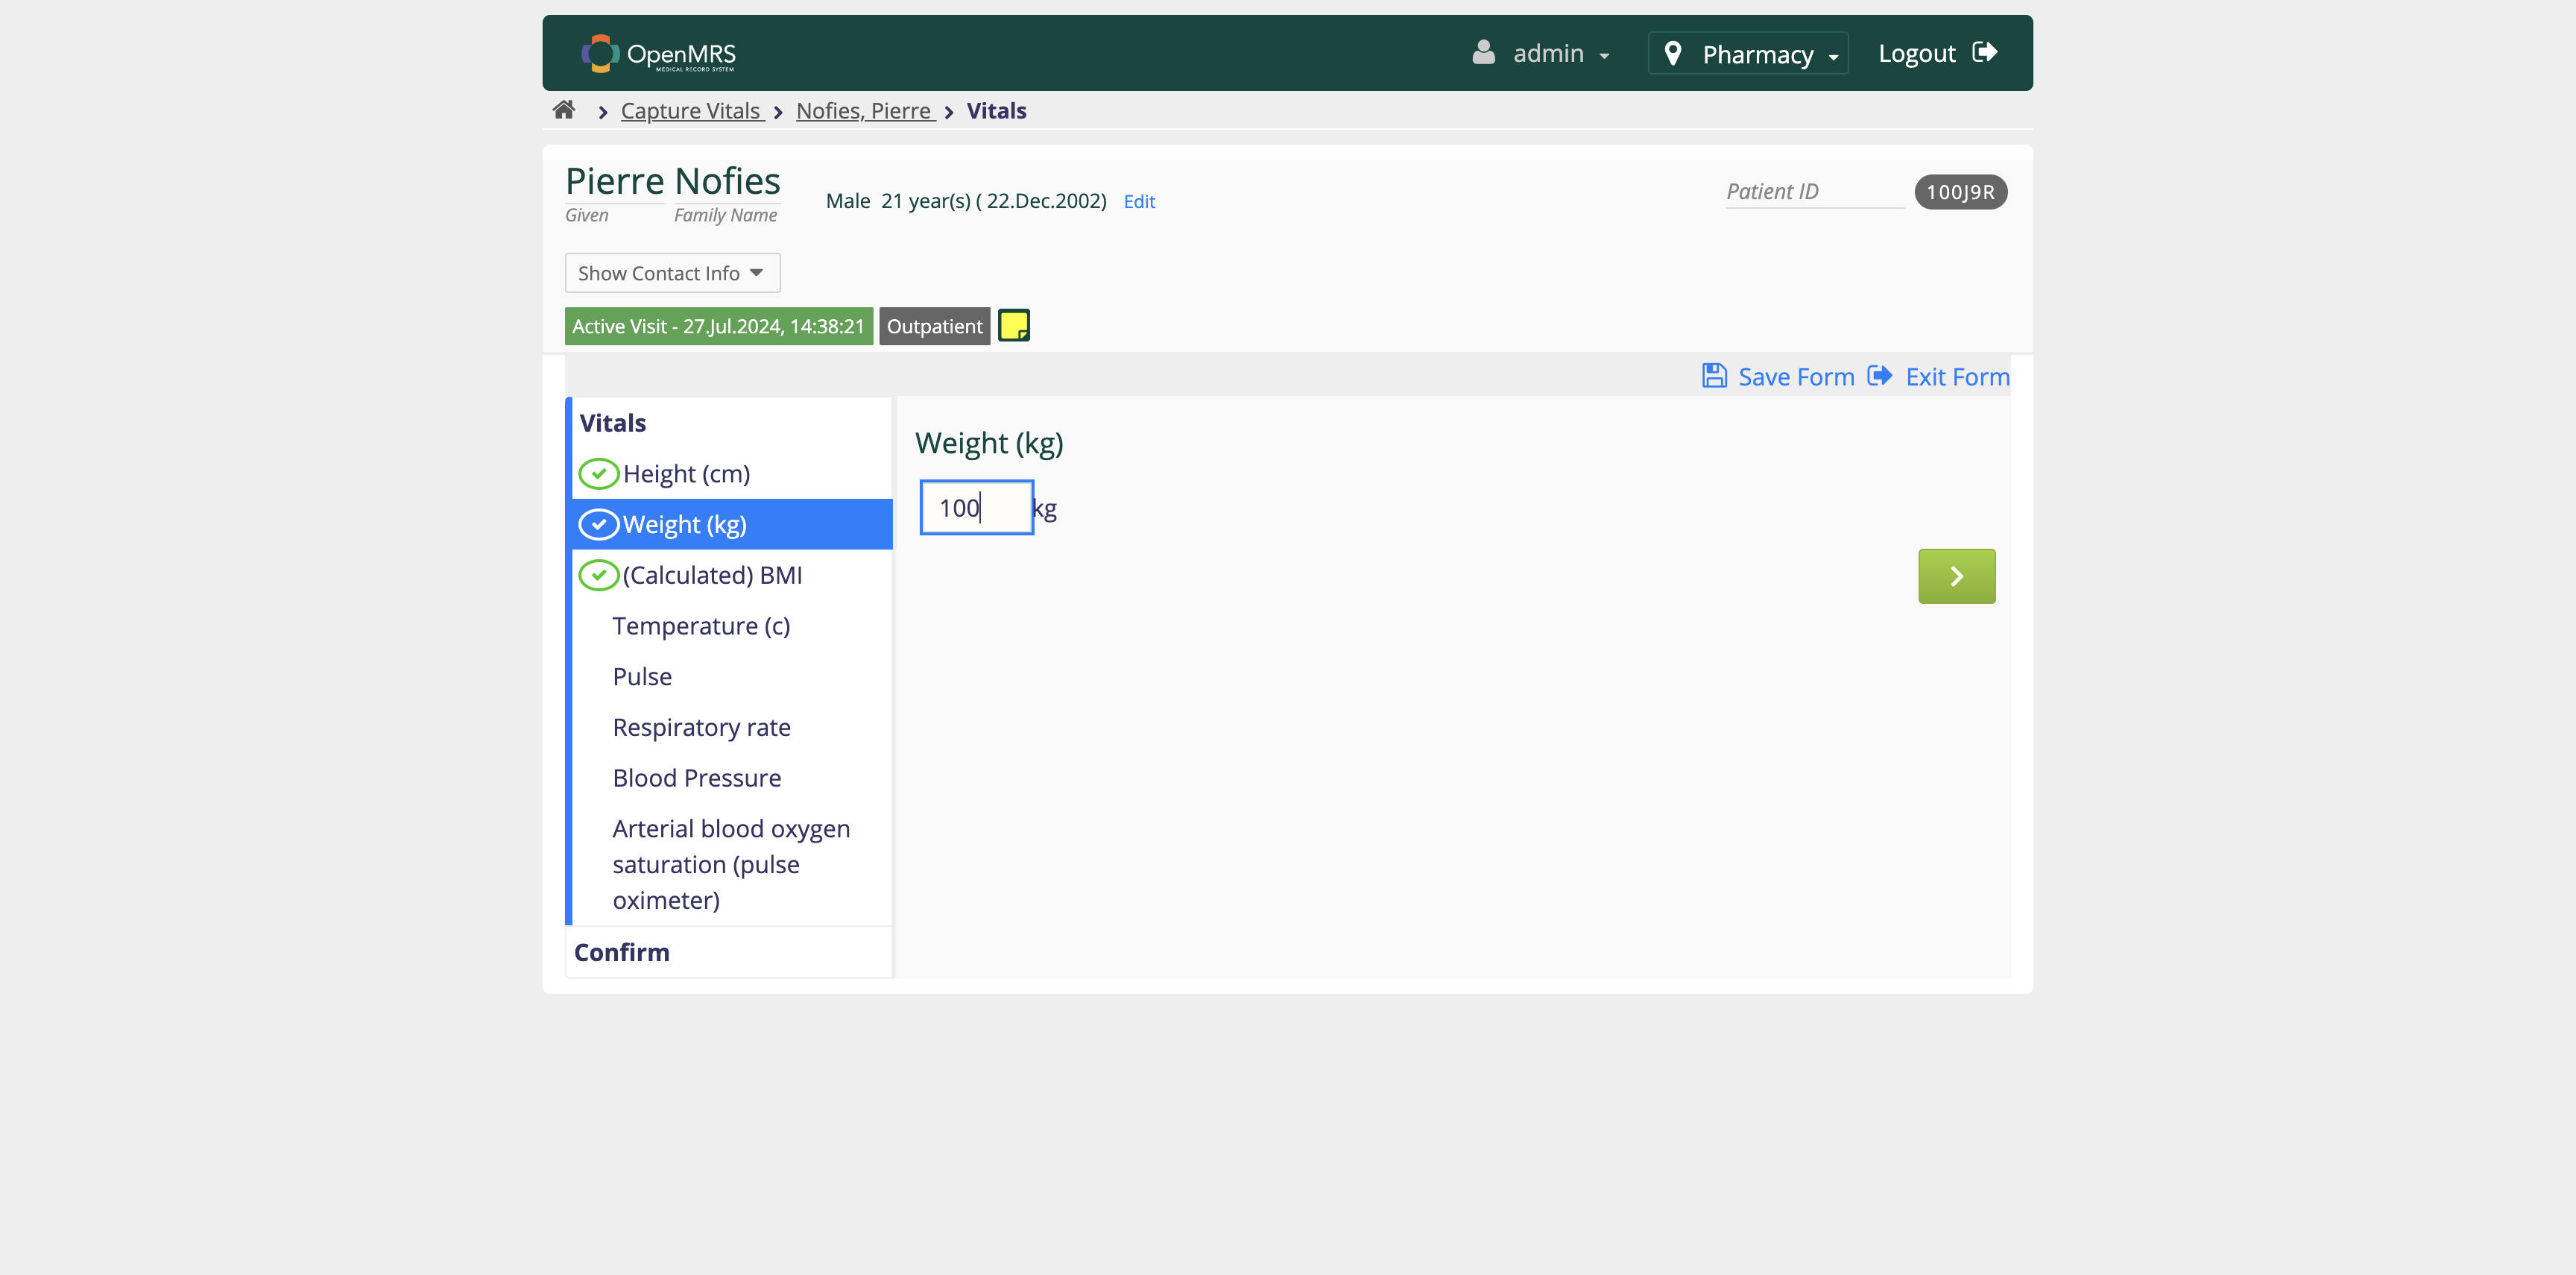 OpenMRS
MEDICAL RECORD SYSTEM
admin
Pharmacy
Logout
Capture Vitals
Nofies, Pierre
Vitals
Pierre Nofies
Given
Family Name
Male 21 year(s) ( 22.Dec.2002) Edit
Patient ID
100J9R
Show Contact Info
Active Visit - 27.Jul.2024, 14:38:21
Outpatient
Save Form
Exit Form
Vitals
Height (cm)
Weight (kg)
(Calculated) BMI
Temperature (c)
Pulse
Respiratory rate
Blood Pressure
Arterial blood oxygen
saturation (pulse
oximeter)
Confirm
Weight (kg)
100 kg